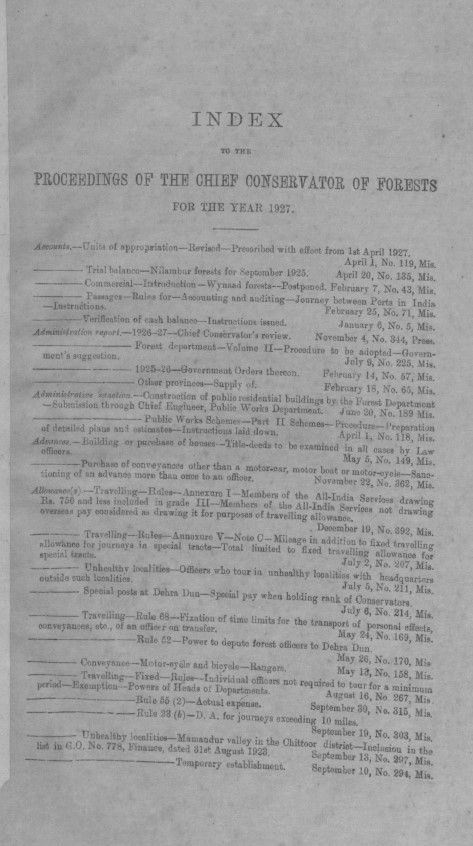 INDEX
TO THE
PROCEEDINGS OF THE CHIEF CONSERVATOR OF FORESTS
FOR THE YEAR 1927.
Accounts.—Units of appropriation—Revised—Prescribed with effect from 1st April 1927.
April 1, No. 119, Mis.
——— Trial balance—Nilambur forests for September 1925. April 20, No. 135, Mis.
——— Commercial—Introduction—Wynaad forests—Postponed. February 7, No. 43, Mis.
——— Passages—Rules for—Accounting and auditing—Journey between Ports in India
—Instructions. February 25, No. 71, Mis.
——— Verification of cash balance—Instructions issued. January 6, No. 5, Mis.
Administration report.—1926-27—Chief Conservator's review. November 4, No. 344, Press.
——— Forest department—Volume II—Procedure to be adopted—Govern-
ment's suggestion. July 9, No. 225, Mis.
——— 1925-26—Government Orders thereon. February 14, No. 57, Mis.
——— Other provinces—Supply of. February 18, No. 65, Mis.
Administrative sanction.—Construction of public residential buildings by the Forest Department
—Submission through Chief Engineer, Public Works Department. June 20, No. 189 Mis.
——— Public Works Schemes—Part II Schemes—Procedure—Preparation
of detailed plans and estimates—Instructions laid down. April 1, No. 118, Mis.
Advances.—Building or purchase of houses—Title-deeds to be examined in all cases by Law
officers. May 5, No. 149, Mis.
——— Purchase of conveyances other than a motor-car, motor boat or motor-cycle—Sanc-
tioning of an advance more than once to an officer. November 22, No. 362, Mis.
Allowance(s).—Travelling—Rules—Annexure I—Members of the All-India Services drawing
Rs. 750 and less included in grade III—Members of the All-India Services not drawing
overseas pay considered as drawing it for purposes of travelling allowance.
December 19, No. 392, Mis.
——— Travelling—Rules—Annexure V—Note C—Mileage in addition to fixed travelling
allowance for journeys in special tracts—Total limited to fixed travelling allowance for
special tracts. July 2, No. 207, Mis.
——— Unhealthy localities—Officers who tour in unhealthy localities with headquarters
outside such localities. July 5, No. 211, Mis.
——— Special posts at Dehra Dun—Special pay when holding rank of Conservators.
July 6, No. 214, Mis.
——— Travelling—Rule 68—Fixation of time limits for the transport of personal effects,
conveyances, etc., of an officer on transfer. May 24, No. 169, Mis.
——— Rule 52—Power to depute forest officers to Dehra Dun.
May 26, No. 170, Mis
——— Conveyance—Motor-cycle and bicycle—Rangers. May 18, No. 158, Mis.
——— Travelling—Fixed—Rules—Individual officers not required to tour for a minimum
period—Exemption—Powers of Heads of Departments. August 16, No. 267, Mis.
——— Rule 55 (2)—Actual expense. September 30, No. 315, Mis.
——— Rule 23 (b)—D. A. for journeys exceeding 10 miles.
September 19, No. 303, Mis.
——— Unhealthy localities—Mamandur valley in the Chittoor district—Inclusion in the
list in G.O. No. 778, Finance, dated 31st August 1923. September 13, No. 297, Mis.
——— Temporary establishment. September 10, No. 294, Mis.